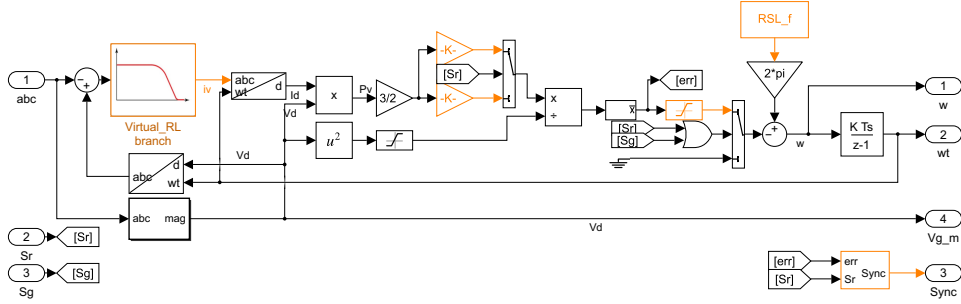 RSL_f
2*pi
1
abc
−
+
Virtual_RL
branch
iv
abc
wt
d
Id
Vd
x
Pv
3/2
-K-
[Sr]
-K-
x
÷
u²
x
[err]
[Sr]
[Sg]
−
+
w
K Ts
z-1
1
w
2
wt
Vd
abc
d
wt
abc
mag
Vd
4
Vg_m
2
Sr
[Sr]
3
Sg
[Sg]
[err]
[Sr]
err
Sr
Sync
3
Sync